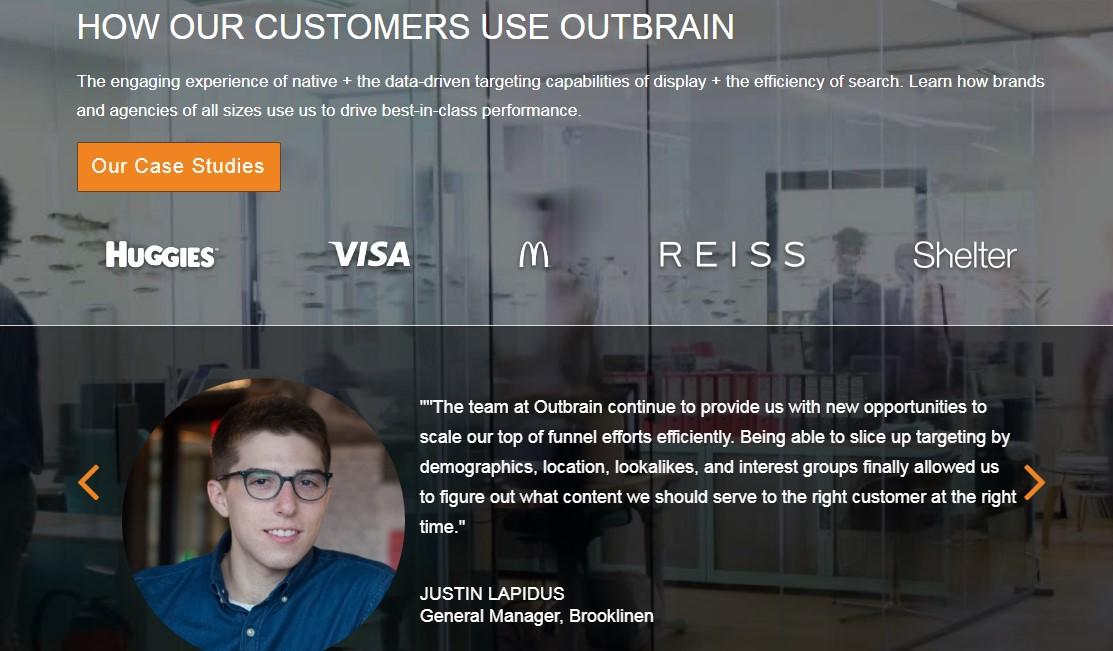 HOW OUR CUSTOMERS USE OUTBRAIN
The engaging experience of native + the data-driven targeting capabilities of display + the efficiency of search. Learn how brands
and agencies of all sizes use us to drive best-in-class performance.
Our Case Studies
HUGGIES VISA M REISS Shelter
""The team at Outbrain continue to provide us with new opportunities to
scale our top of funnel efforts efficiently. Being able to slice up targeting by
demographics, location, lookalikes, and interest groups finally allowed us
to figure out what content we should serve to the right customer at the right
time."
JUSTIN LAPIDUS
General Manager, Brooklinen